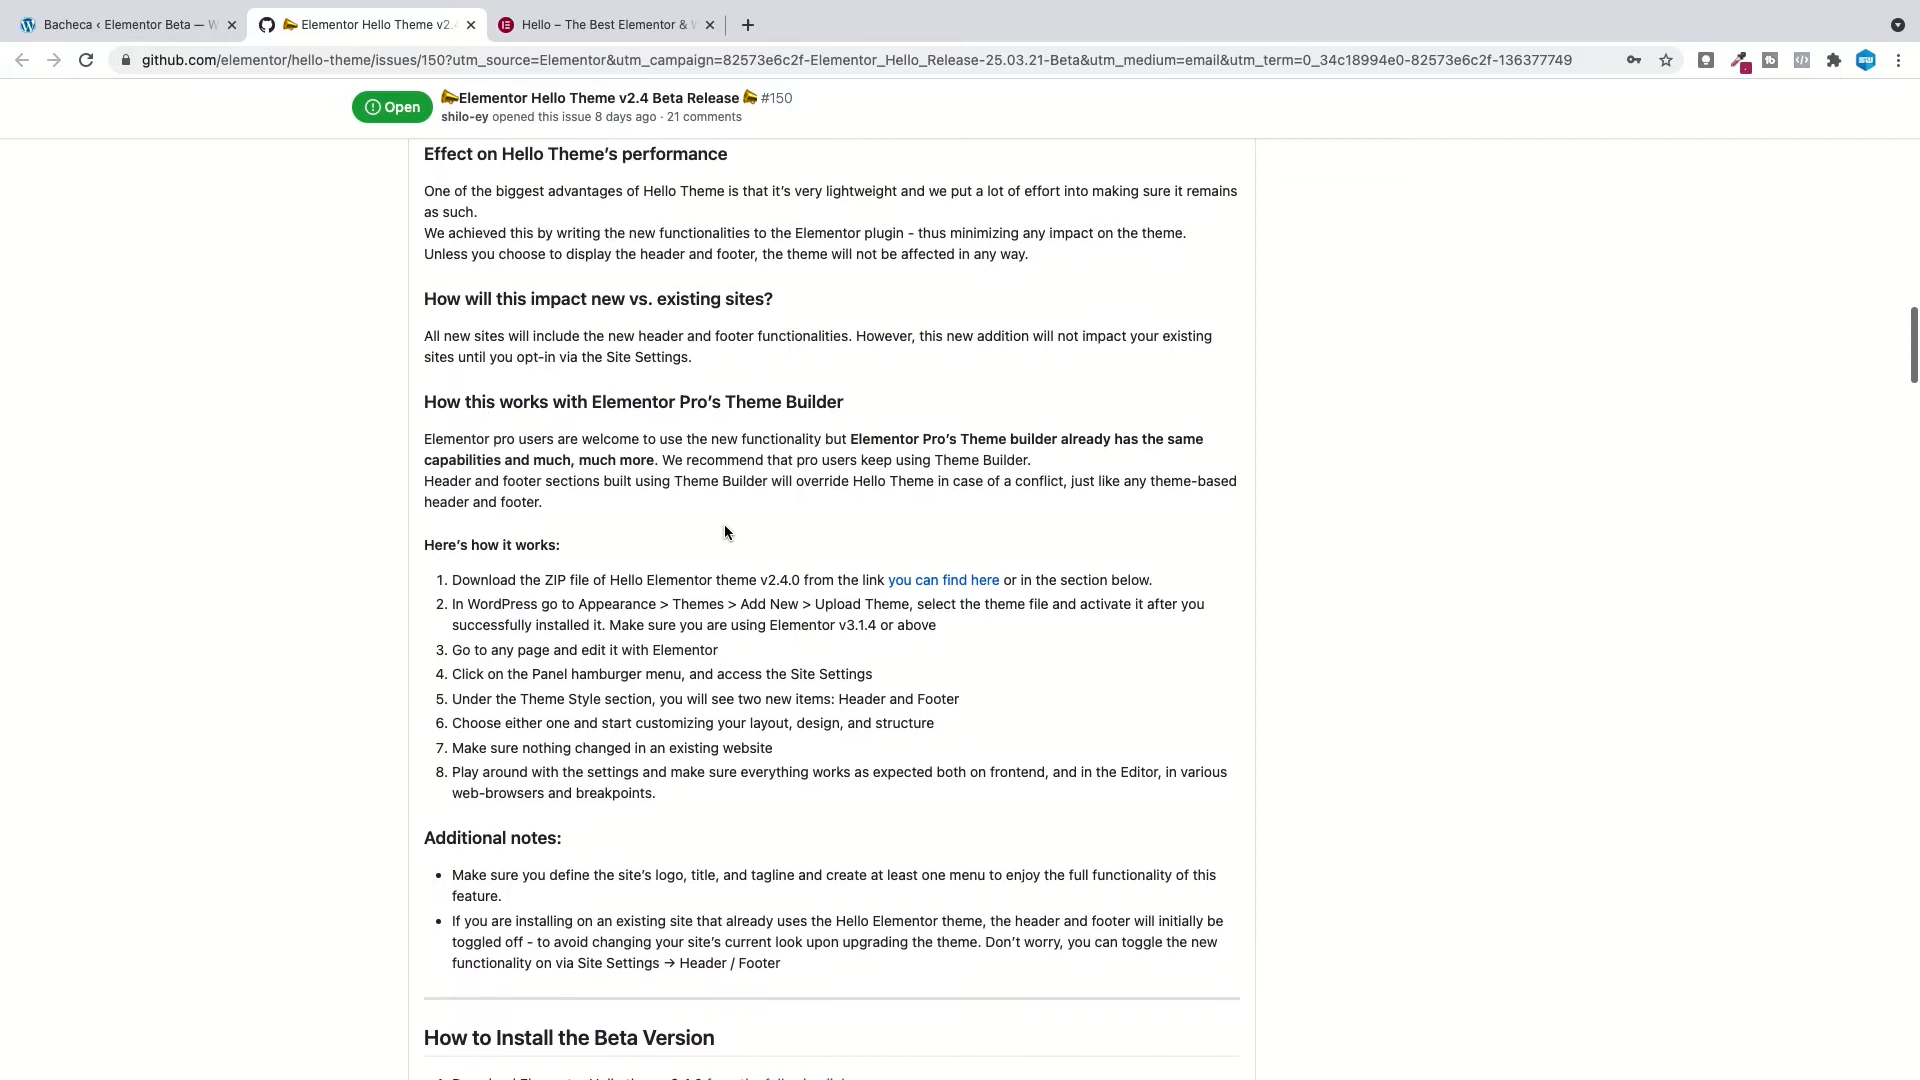 Bacheca ‹ Elementor Beta — W
Elementor Hello Theme v2.4
Hello – The Best Elementor & W
github.com/elementor/hello-theme/issues/150?utm_source=Elementor&utm_campaign=82573e6c2f-Elementor_Hello_Release-25.03.21-Beta&utm_medium=email&utm_term=0_34c18994e0-82573e6c2f-136377749
Open
Elementor Hello Theme v2.4 Beta Release #150
shilo-ey opened this issue 8 days ago · 21 comments
Effect on Hello Theme’s performance
One of the biggest advantages of Hello Theme is that it’s very lightweight and we put a lot of effort into making sure it remains
as such.
We achieved this by writing the new functionalities to the Elementor plugin - thus minimizing any impact on the theme.
Unless you choose to display the header and footer, the theme will not be affected in any way.
How will this impact new vs. existing sites?
All new sites will include the new header and footer functionalities. However, this new addition will not impact your existing
sites until you opt-in via the Site Settings.
How this works with Elementor Pro’s Theme Builder
Elementor pro users are welcome to use the new functionality but Elementor Pro’s Theme builder already has the same
capabilities and much, much more. We recommend that pro users keep using Theme Builder.
Header and footer sections built using Theme Builder will override Hello Theme in case of a conflict, just like any theme-based
header and footer.
Here’s how it works:
1. Download the ZIP file of Hello Elementor theme v2.4.0 from the link you can find here or in the section below.
2. In WordPress go to Appearance > Themes > Add New > Upload Theme, select the theme file and activate it after you
successfully installed it. Make sure you are using Elementor v3.1.4 or above
3. Go to any page and edit it with Elementor
4. Click on the Panel hamburger menu, and access the Site Settings
5. Under the Theme Style section, you will see two new items: Header and Footer
6. Choose either one and start customizing your layout, design, and structure
7. Make sure nothing changed in an existing website
8. Play around with the settings and make sure everything works as expected both on frontend, and in the Editor, in various
web-browsers and breakpoints.
Additional notes:
• Make sure you define the site’s logo, title, and tagline and create at least one menu to enjoy the full functionality of this
feature.
• If you are installing on an existing site that already uses the Hello Elementor theme, the header and footer will initially be
toggled off - to avoid changing your site’s current look upon upgrading the theme. Don’t worry, you can toggle the new
functionality on via Site Settings → Header / Footer
How to Install the Beta Version